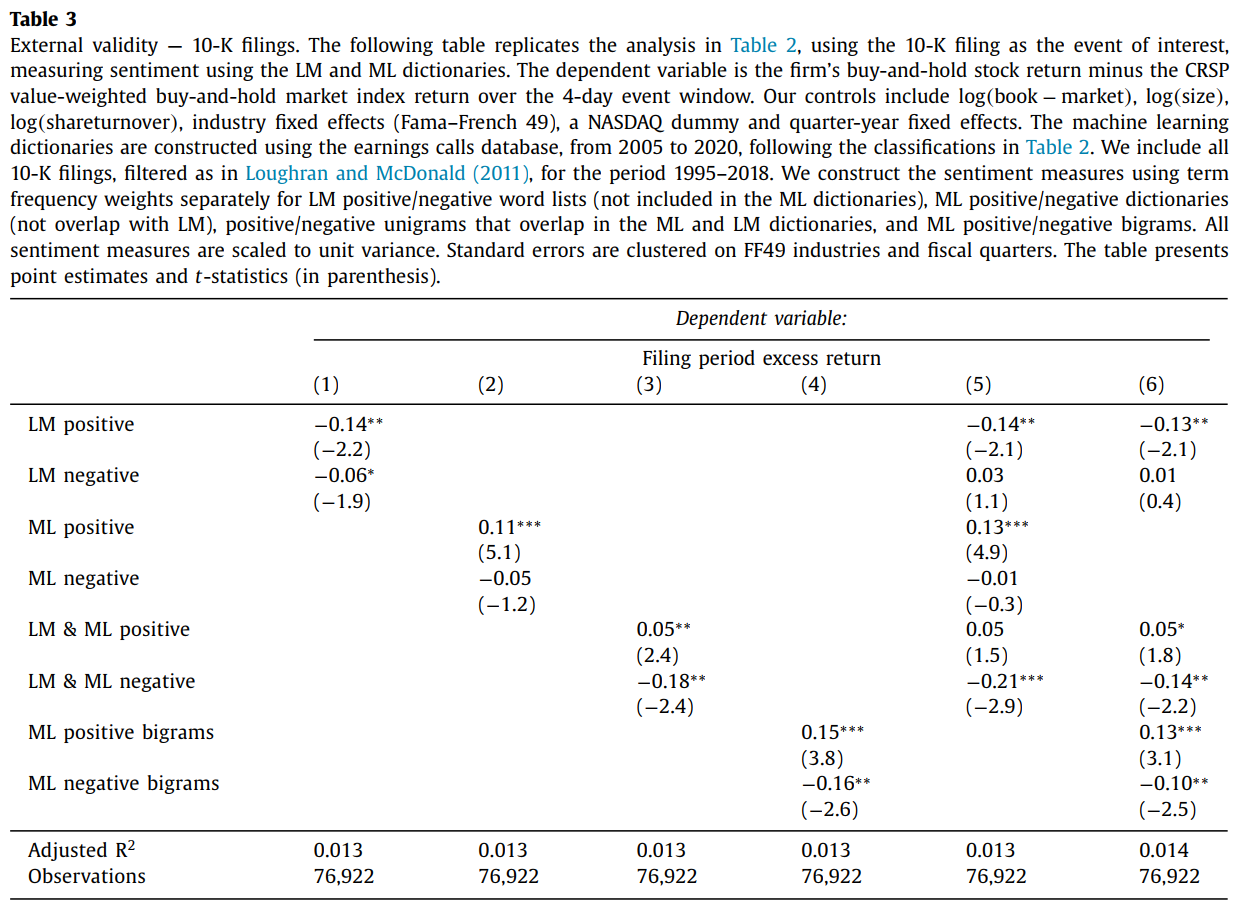 Table 3
External validity — 10-K filings. The following table replicates the analysis in Table 2, using the 10-K filing as the event of interest,
measuring sentiment using the LM and ML dictionaries. The dependent variable is the firm's buy-and-hold stock return minus the CRSP
value-weighted buy-and-hold market index return over the 4-day event window. Our controls include log(book − market), log(size),
log(shareturnover), industry fixed effects (Fama–French 49), a NASDAQ dummy and quarter-year fixed effects. The machine learning
dictionaries are constructed using the earnings calls database, from 2005 to 2020, following the classifications in Table 2. We include all
10-K filings, filtered as in Loughran and McDonald (2011), for the period 1995–2018. We construct the sentiment measures using term
frequency weights separately for LM positive/negative word lists (not included in the ML dictionaries), ML positive/negative dictionaries
(not overlap with LM), positive/negative unigrams that overlap in the ML and LM dictionaries, and ML positive/negative bigrams. All
sentiment measures are scaled to unit variance. Standard errors are clustered on FF49 industries and fiscal quarters. The table presents
point estimates and t-statistics (in parenthesis).
Dependent variable:
Filing period excess return
(1) (2) (3) (4) (5) (6)
LM positive −0.14** −0.14** −0.13**
(−2.2) (−2.1) (−2.1)
LM negative −0.06* 0.03 0.01
(−1.9) (1.1) (0.4)
ML positive 0.11*** 0.13***
(5.1) (4.9)
ML negative −0.05 −0.01
(−1.2) (−0.3)
LM & ML positive 0.05** 0.05 0.05*
(2.4) (1.5) (1.8)
LM & ML negative −0.18** −0.21*** −0.14**
(−2.4) (−2.9) (−2.2)
ML positive bigrams 0.15*** 0.13***
(3.8) (3.1)
ML negative bigrams −0.16** −0.10**
(−2.6) (−2.5)
Adjusted R² 0.013 0.013 0.013 0.013 0.013 0.014
Observations 76,922 76,922 76,922 76,922 76,922 76,922